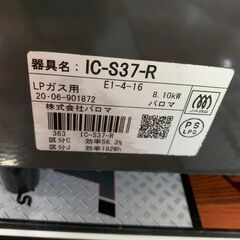 器具名：IC-S37-R
LPガス用 E1-4-16 8.10kW
20・06-901872 パロマ
株式会社パロマ
363 IC-S37-R
区分C 効率56.3%
区分J 効率192Wh
PS
LPG